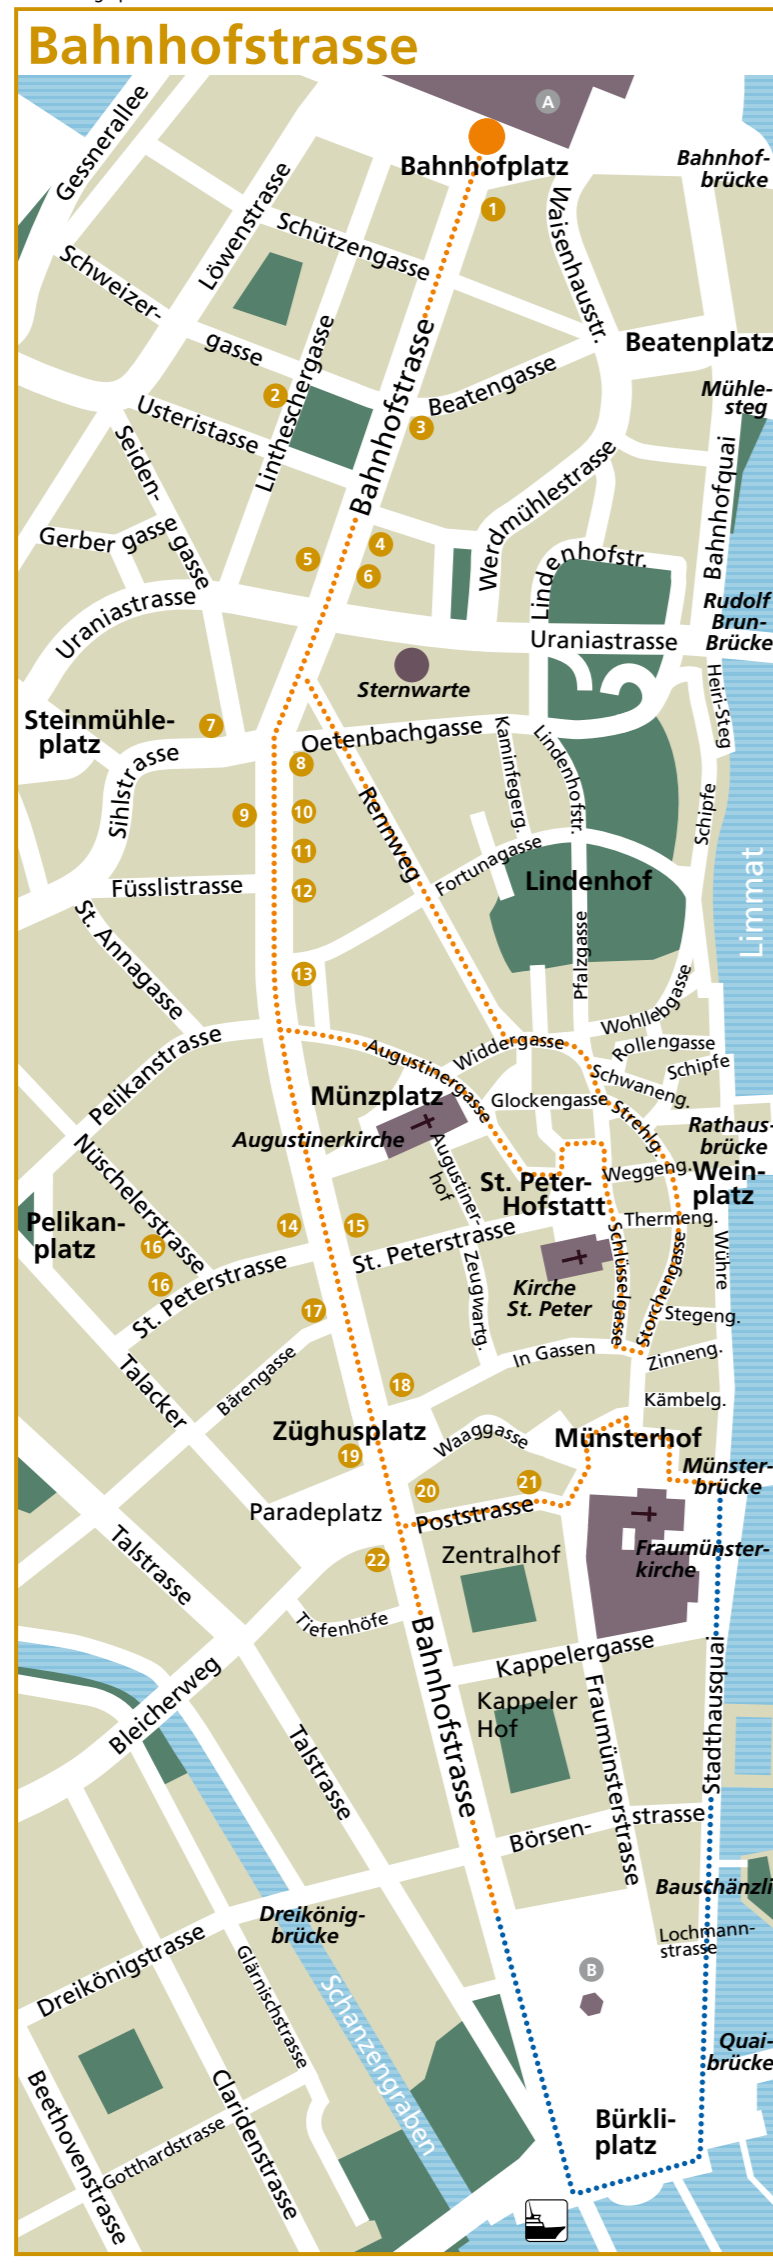 Bahnhofstrasse
A
Gessnerallee
Bahnhofplatz
Bahnhof-
brücke
1
Waisenhausstr.
Löwenstrasse
Schützengasse
Schweizer-
gasse
Lintheschergasse
Bahnhofstrasse
Beatenplatz
2
Beatengasse
Mühle-
steg
Usteristasse
3
Seiden-
gasse
Werdmühlestrasse
Bahnhofquai
Gerber gasse
4
5
6
Lindenhofstr.
Uraniastrasse
Rudolf
Brun-
Brücke
Uraniastrasse
Sternwarte
Heiri-Steg
Steinmühle-
platz
7
Oetenbachgasse
Kaminfegerg.
Lindenhofstr.
8
Sihlstrasse
Rennweg
Schipfe
9
10
11
Fortunagasse
Limmat
Füsslistrasse
12
Lindenhof
St. Annagasse
Pfalzgasse
13
Wohllebgasse
Pelikanstrasse
Augustinergasse
Widdergasse
Rollengasse
Schipfe
Schwaneng.
Münzplatz
Glockengasse
Strehlg.
Augustinerkirche
Rathaus-
brücke
Nüschelerstrasse
Augustiner-
hof
St. Peter-
Hofstatt
Weggeng.
Wein-
platz
Pelikan-
platz
14
15
Thermeng.
16
St. Peterstrasse
Schlüsselgasse
Storchengasse
Wühre
16
St. Peterstrasse
Zeugwartg.
Kirche
St. Peter
17
Stegeng.
Talacker
Bärengasse
In Gassen
Zinneng.
18
Kämbelg.
Züghusplatz
Waaggasse
Münsterhof
19
20
21
Münster-
brücke
Paradeplatz
Poststrasse
Talstrasse
22
Zentralhof
Fraumünster-
kirche
Tiefenhöfe
Bahnhofstrasse
Kappelergasse
Stadthausquai
Bleicherweg
Kappeler
Hof
Fraumünsterstrasse
Talstrasse
Börsen-
strasse
Bauschänzli
Dreikönig-
brücke
Dreikönigstrasse
Lochmann-
strasse
Glärnischstrasse
B
Schanzengraben
Quai-
brücke
Beethovenstrasse
Claridenstrasse
Gotthardstrasse
Bürkli-
platz